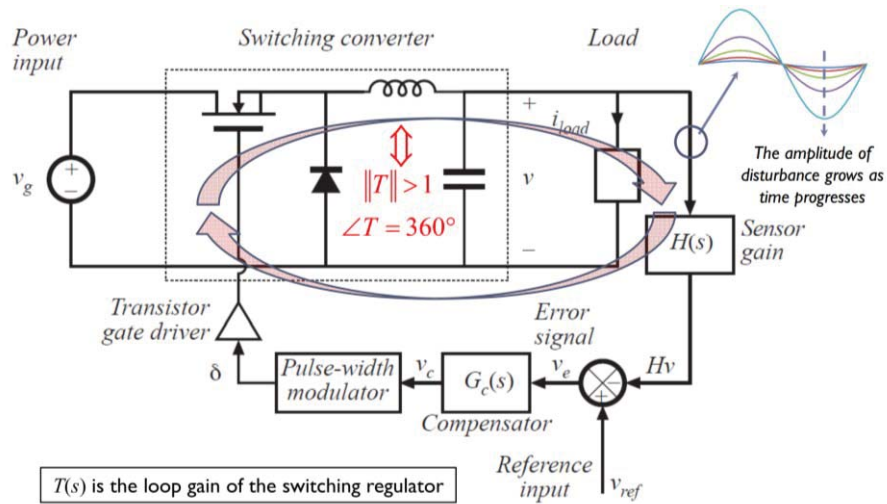 Power
input
Switching converter
Load
v_g
+
−
‖T‖ > 1
∠T = 360°
+
v
−
i_load
The amplitude of
disturbance grows as
time progresses
H(s)
Sensor
gain
Transistor
gate driver
δ
Pulse-width
modulator
v_c
G_c(s)
Compensator
Error
signal
v_e
−
+
Hv
Reference
input
v_ref
T(s) is the loop gain of the switching regulator